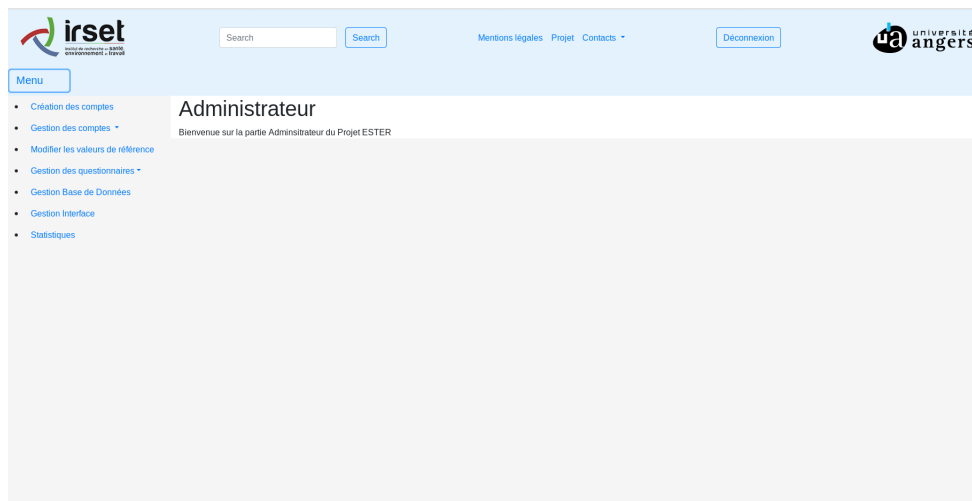 irset
institut de recherche en santé
environnement et travail
Search
Search
Mentions légales
Projet
Contacts
Déconnexion
ua
université
angers
Menu
Création des comptes
Gestion des comptes
Modifier les valeurs de référence
Gestion des questionnaires
Gestion Base de Données
Gestion Interface
Statistiques
Administrateur
Bienvenue sur la partie Adminsitrateur du Projet ESTER